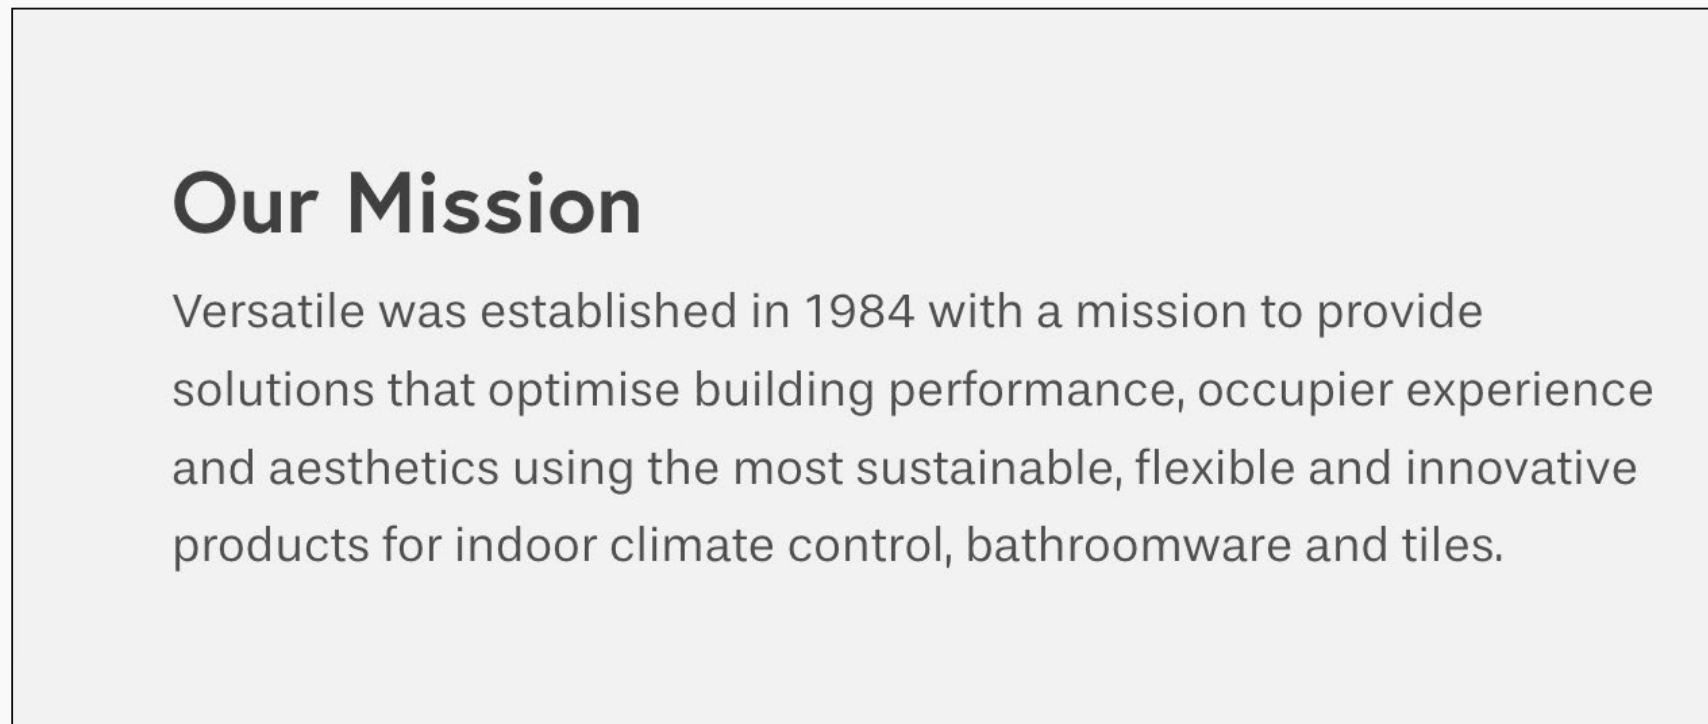 Our Mission
Versatile was established in 1984 with a mission to provide
solutions that optimise building performance, occupier experience
and aesthetics using the most sustainable, flexible and innovative
products for indoor climate control, bathroomware and tiles.